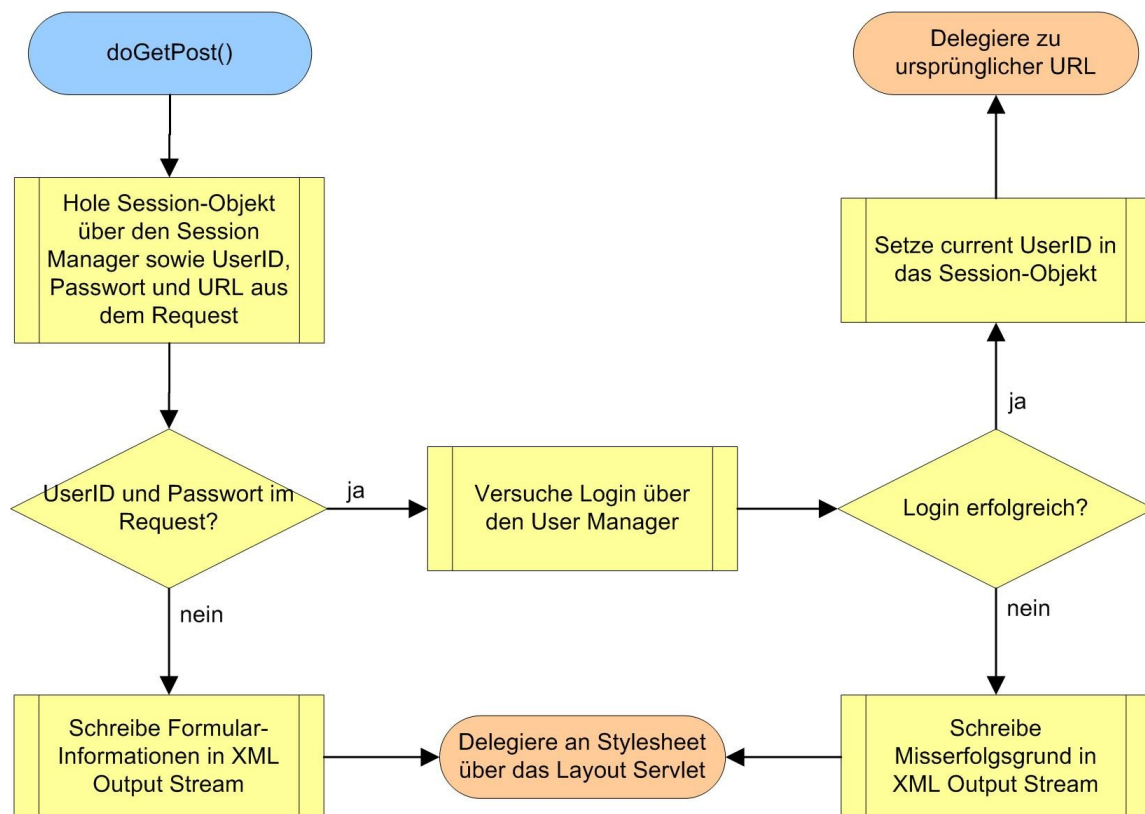 doGetPost()
Delegiere zu
ursprünglicher URL
Hole Session-Objekt
über den Session
Manager sowie UserID,
Passwort und URL aus
dem Request
Setze current UserID in
das Session-Objekt
ja
UserID und Passwort im
Request?
ja
Versuche Login über
den User Manager
Login erfolgreich?
nein
nein
Schreibe Formular-
Informationen in XML
Output Stream
Delegiere an Stylesheet
über das Layout Servlet
Schreibe
Misserfolgsgrund in
XML Output Stream